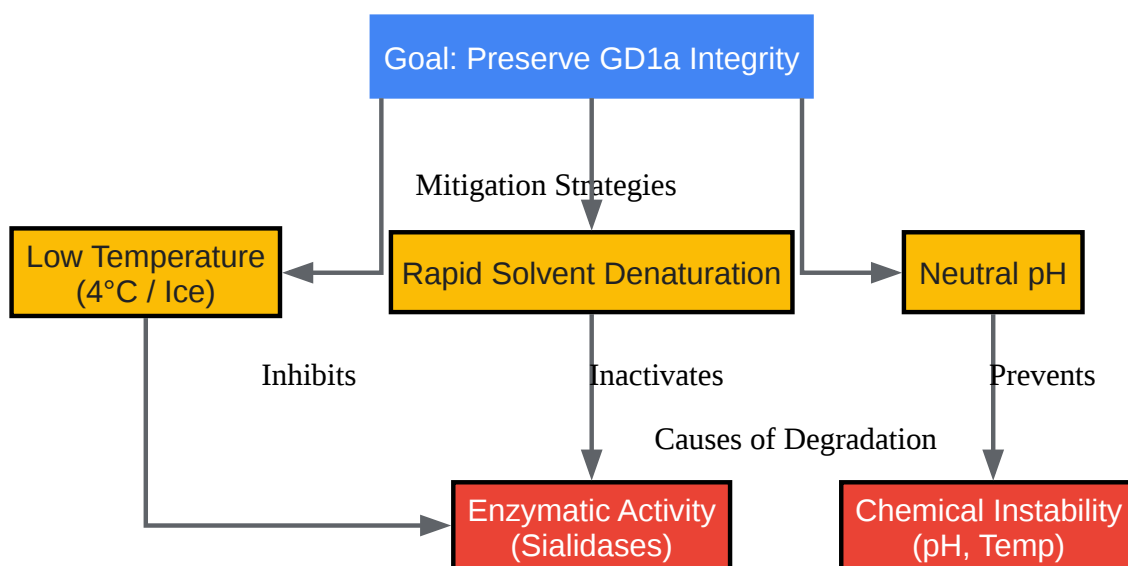 Goal: Preserve GD1a Integrity
Mitigation Strategies
Low Temperature
(4°C / Ice)
Rapid Solvent Denaturation
Neutral pH
Inhibits
Inactivates
Prevents
Causes of Degradation
Enzymatic Activity
(Sialidases)
Chemical Instability
(pH, Temp)